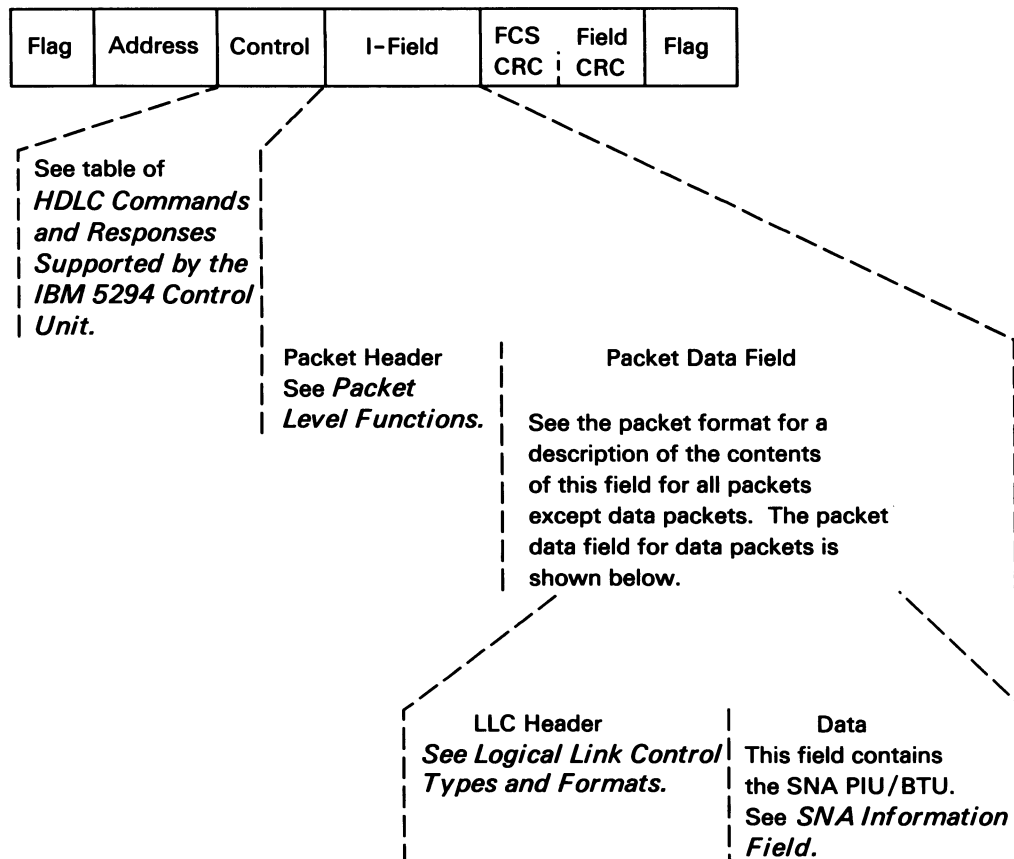 Flag Address Control I-Field FCS Field Flag
CRC CRC
See table of
HDLC Commands
and Responses
Supported by the
IBM 5294 Control
Unit.
Packet Header
See Packet
Level Functions.
Packet Data Field
See the packet format for a
description of the contents
of this field for all packets
except data packets. The packet
data field for data packets is
shown below.
LLC Header
See Logical Link Control
Types and Formats.
Data
This field contains
the SNA PIU/BTU.
See SNA Information
Field.